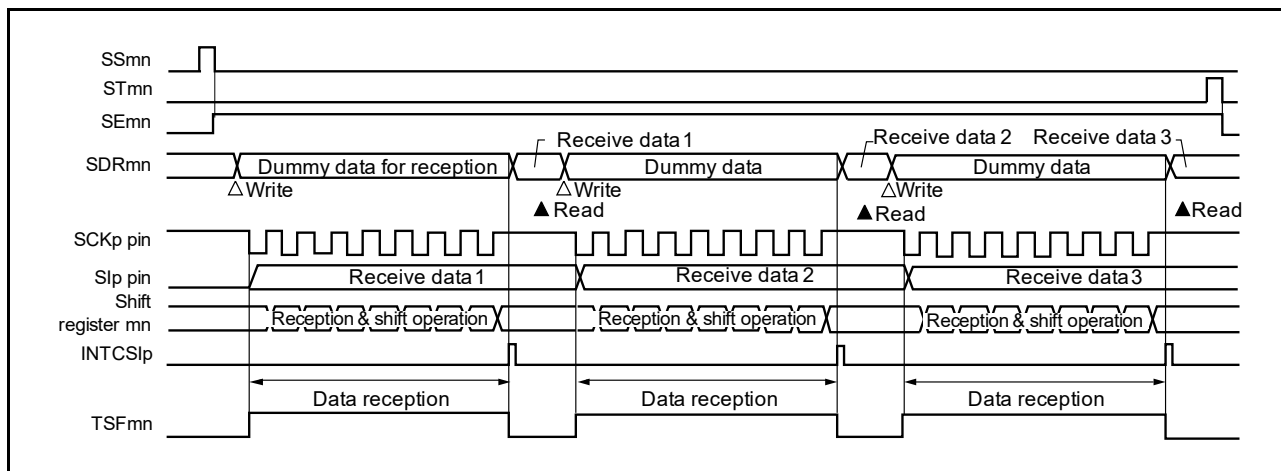 SSmn
STmn
SEmn
Receive data 1
Receive data 2
Receive data 3
SDRmn
Dummy data for reception
Dummy data
Dummy data
△Write
△Write
△Write
▲Read
▲Read
▲Read
SCKp pin
SIp pin
Receive data 1
Receive data 2
Receive data 3
Shift
register mn
Reception & shift operation
Reception & shift operation
Reception & shift operation
INTCSIp
Data reception
Data reception
Data reception
TSFmn